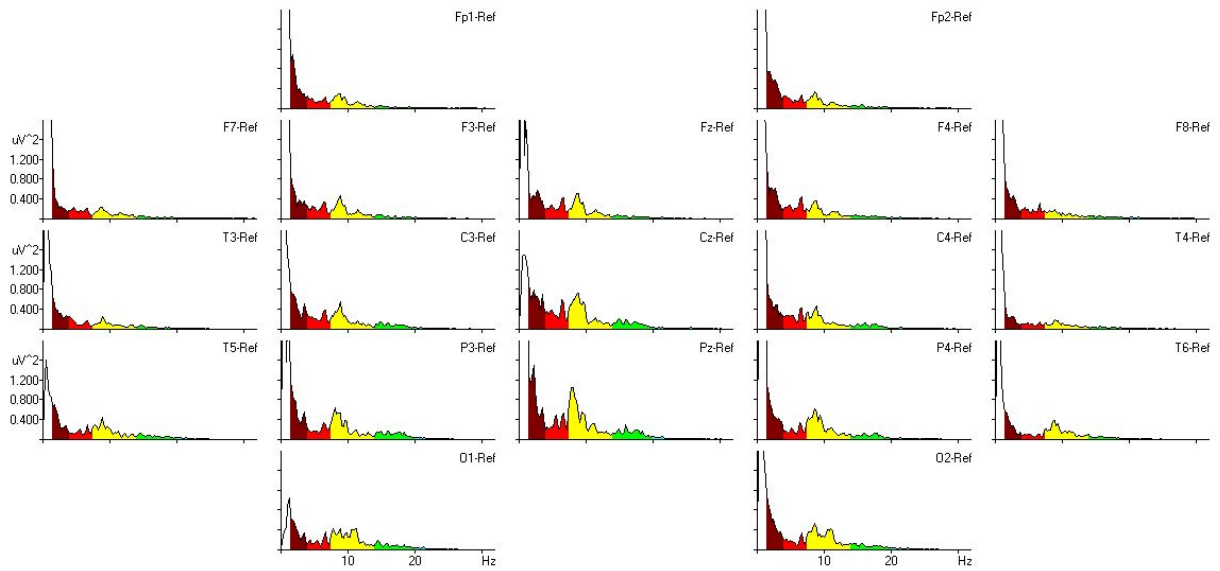 Fp1-Ref Fp2-Ref
F7-Ref F3-Ref Fz-Ref F4-Ref F8-Ref
uV^2
1.200
0.800
0.400
T3-Ref C3-Ref Cz-Ref C4-Ref T4-Ref
uV^2
1.200
0.800
0.400
T5-Ref P3-Ref Pz-Ref P4-Ref T6-Ref
uV^2
1.200
0.800
0.400
O1-Ref O2-Ref
10 20 Hz 10 20 Hz